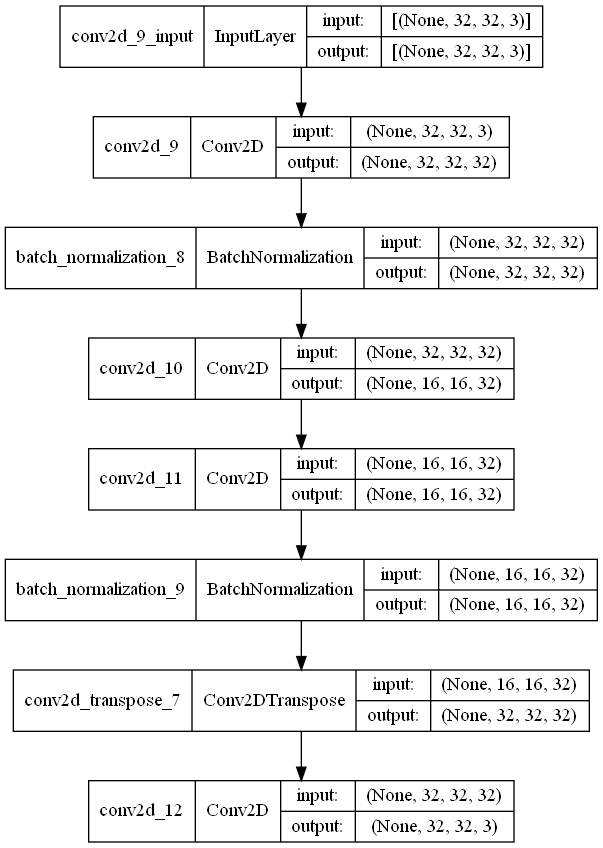 conv2d_9_input InputLayer input: [(None, 32, 32, 3)]
output: [(None, 32, 32, 3)]
conv2d_9 Conv2D input: (None, 32, 32, 3)
output: (None, 32, 32, 32)
batch_normalization_8 BatchNormalization input: (None, 32, 32, 32)
output: (None, 32, 32, 32)
conv2d_10 Conv2D input: (None, 32, 32, 32)
output: (None, 16, 16, 32)
conv2d_11 Conv2D input: (None, 16, 16, 32)
output: (None, 16, 16, 32)
batch_normalization_9 BatchNormalization input: (None, 16, 16, 32)
output: (None, 16, 16, 32)
conv2d_transpose_7 Conv2DTranspose input: (None, 16, 16, 32)
output: (None, 32, 32, 32)
conv2d_12 Conv2D input: (None, 32, 32, 32)
output: (None, 32, 32, 3)